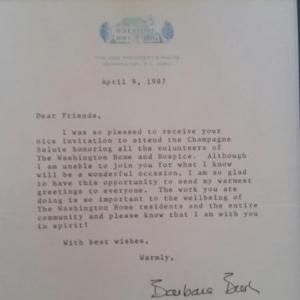 THE VICE PRESIDENT'S HOUSE
WASHINGTON, D.C.
April 9, 1987
Dear Friends,
I was so pleased to receive your
nice invitation to attend the Champagne
Salute honoring all the volunteers of
The Washington Home and Hospice. Although
I am unable to join you for what I know
will be a wonderful occasion, I am so glad
to have this opportunity to send my warmest
greetings to everyone. The work you are
doing is so important to the wellbeing of
The Washington Home residents and the entire
community and please know that I am with you
in spirit!
With best wishes,
Warmly,
Barbara Bush